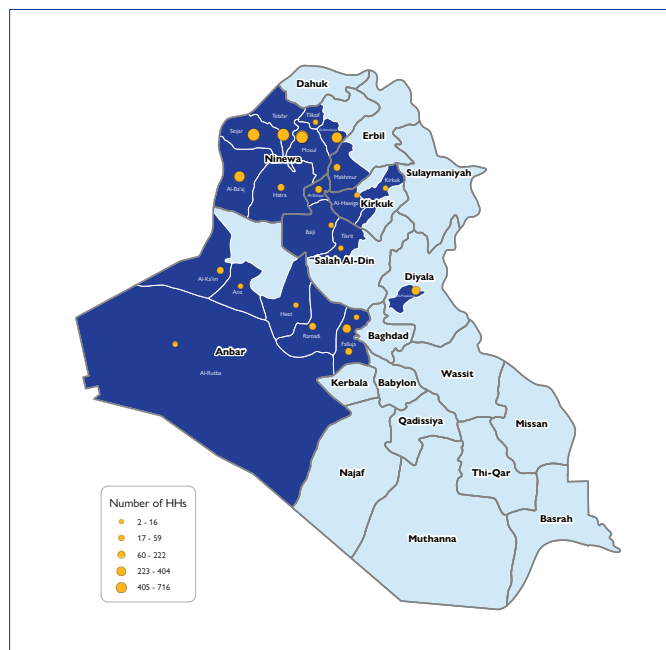 Dahuk
Tilkaif
Telafar
Sinjar
Mosul
Erbil
Ninewa
Makhmur
Kirkuk
Sulaymaniyah
Al-Ba'aj
Hatra
Al-Hawiga
Kirkuk
Baiji
Tikrit
Salah Al-Din
Al-Ka'im
Ana
Diyala
Heet
Ramadi
Falluja
Baghdad
Anbar
Al-Rutba
Wassit
Kerbala
Babylon
Qadissiya
Missan
Najaf
Thi-Qar
Basrah
Muthanna
Number of HHs
2 - 16
17 - 59
60 - 222
223 - 404
405 - 716